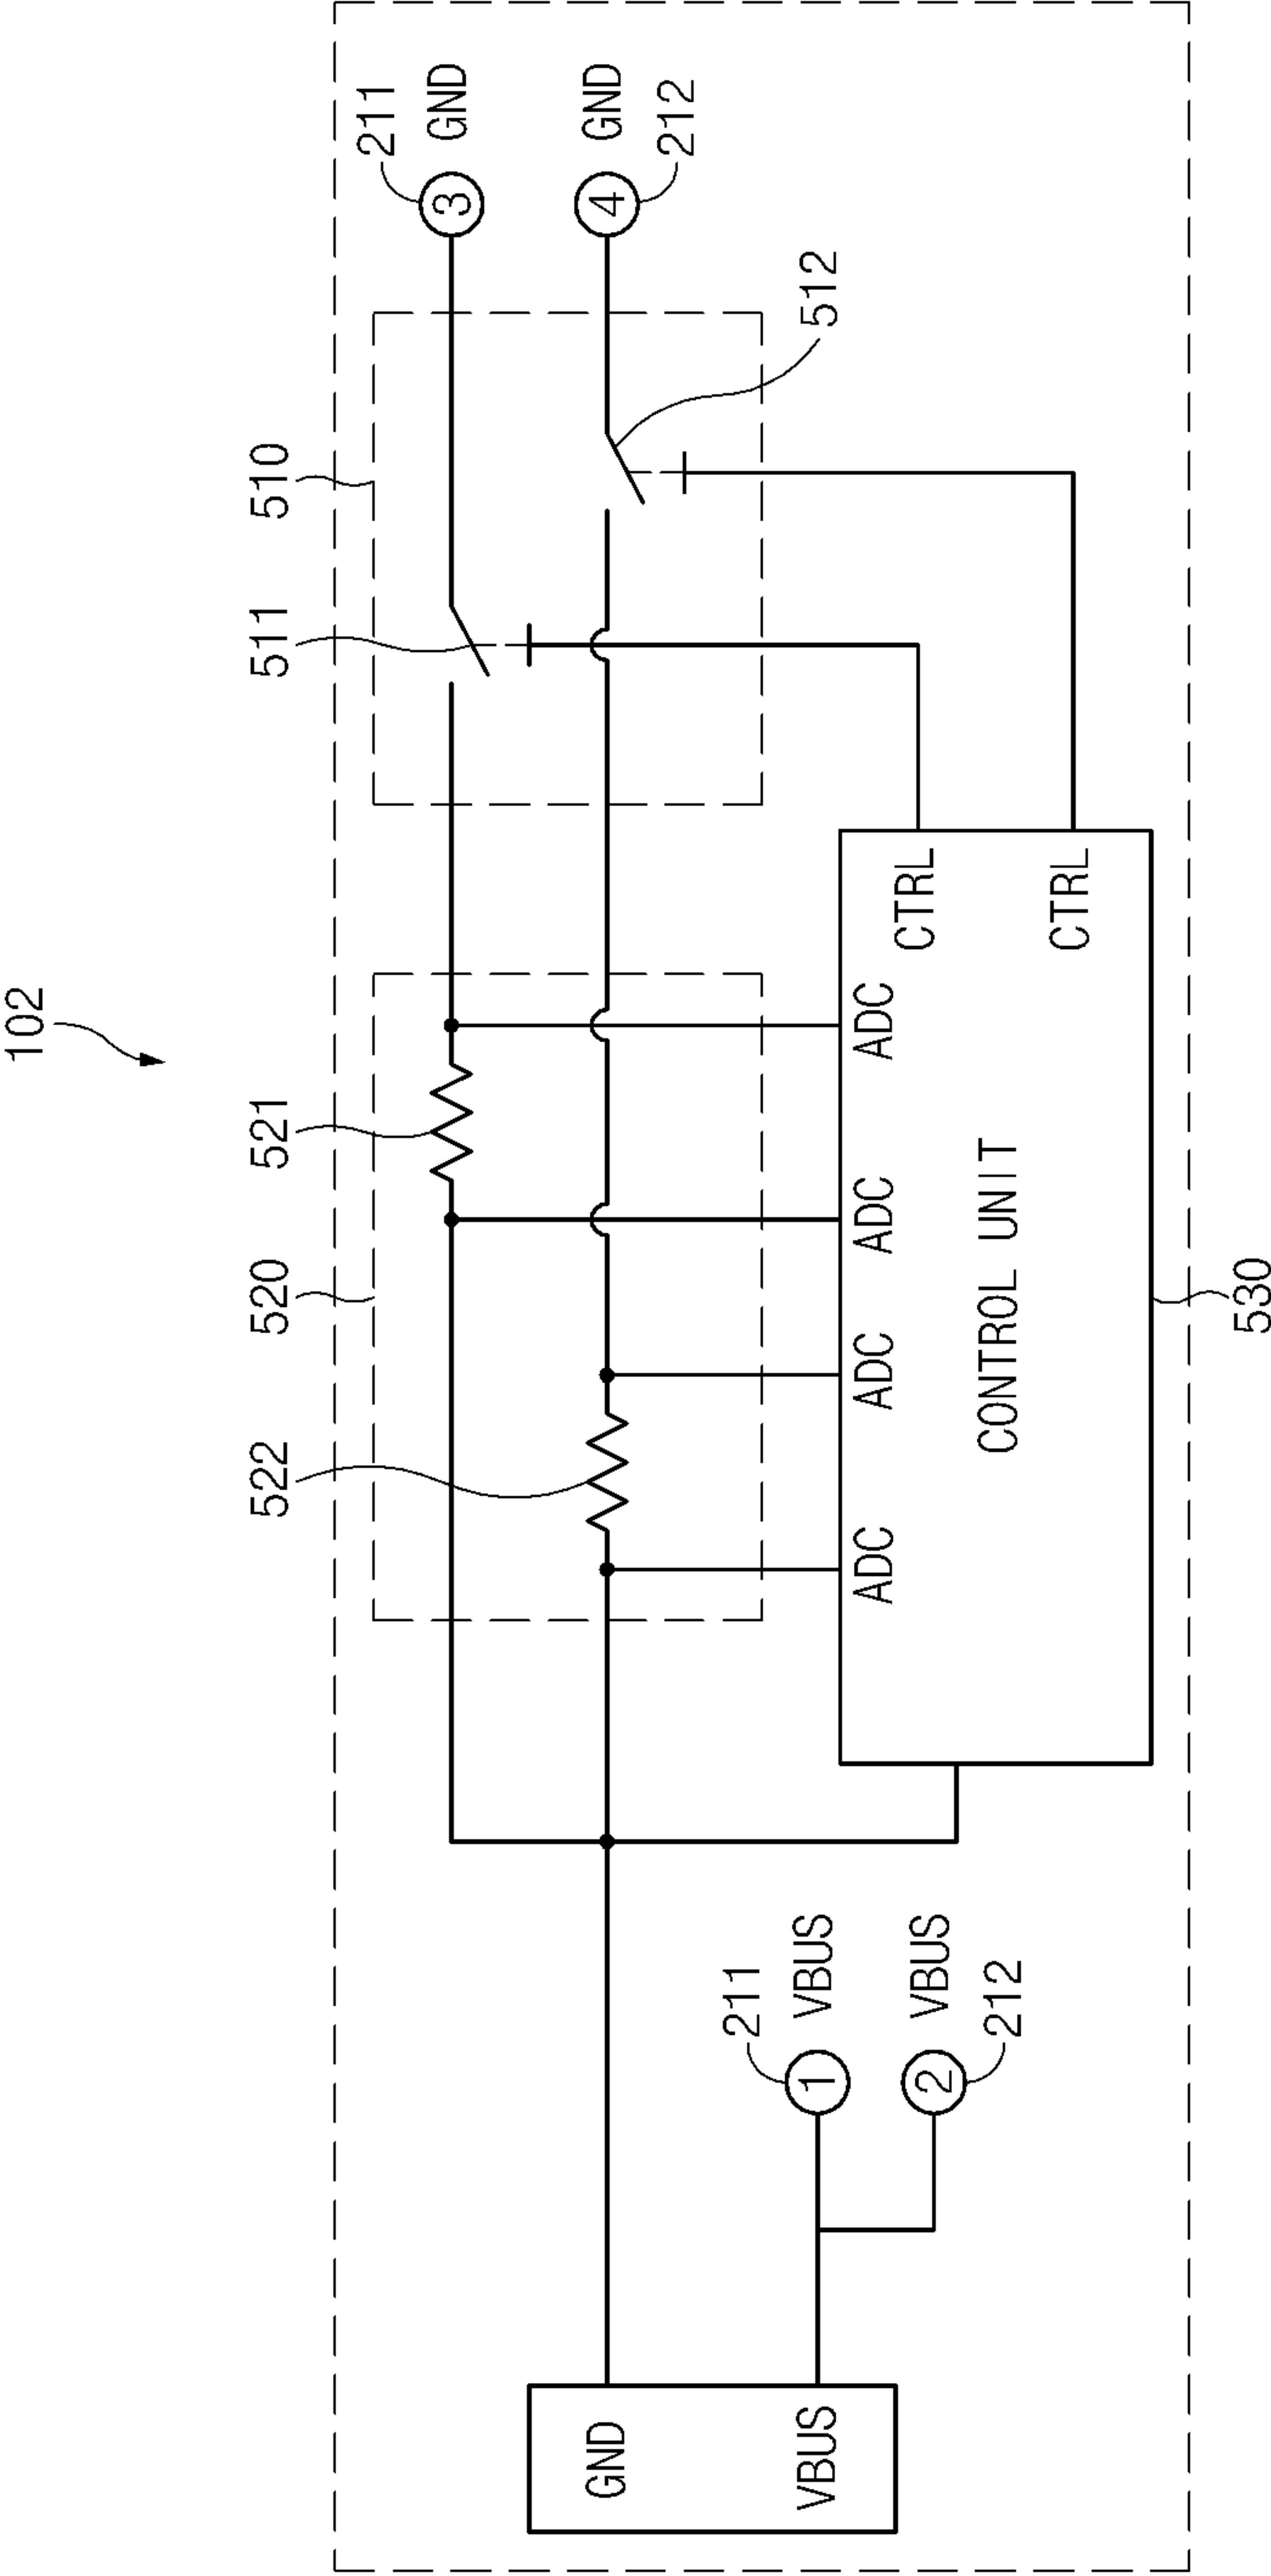 102
522
520
521
511
510
GND
VBUS
211
1
VBUS
2
VBUS
212
ADC
ADC
ADC
ADC
CTRL
CTRL
CONTROL UNIT
530
512
3
211
GND
4
212
GND